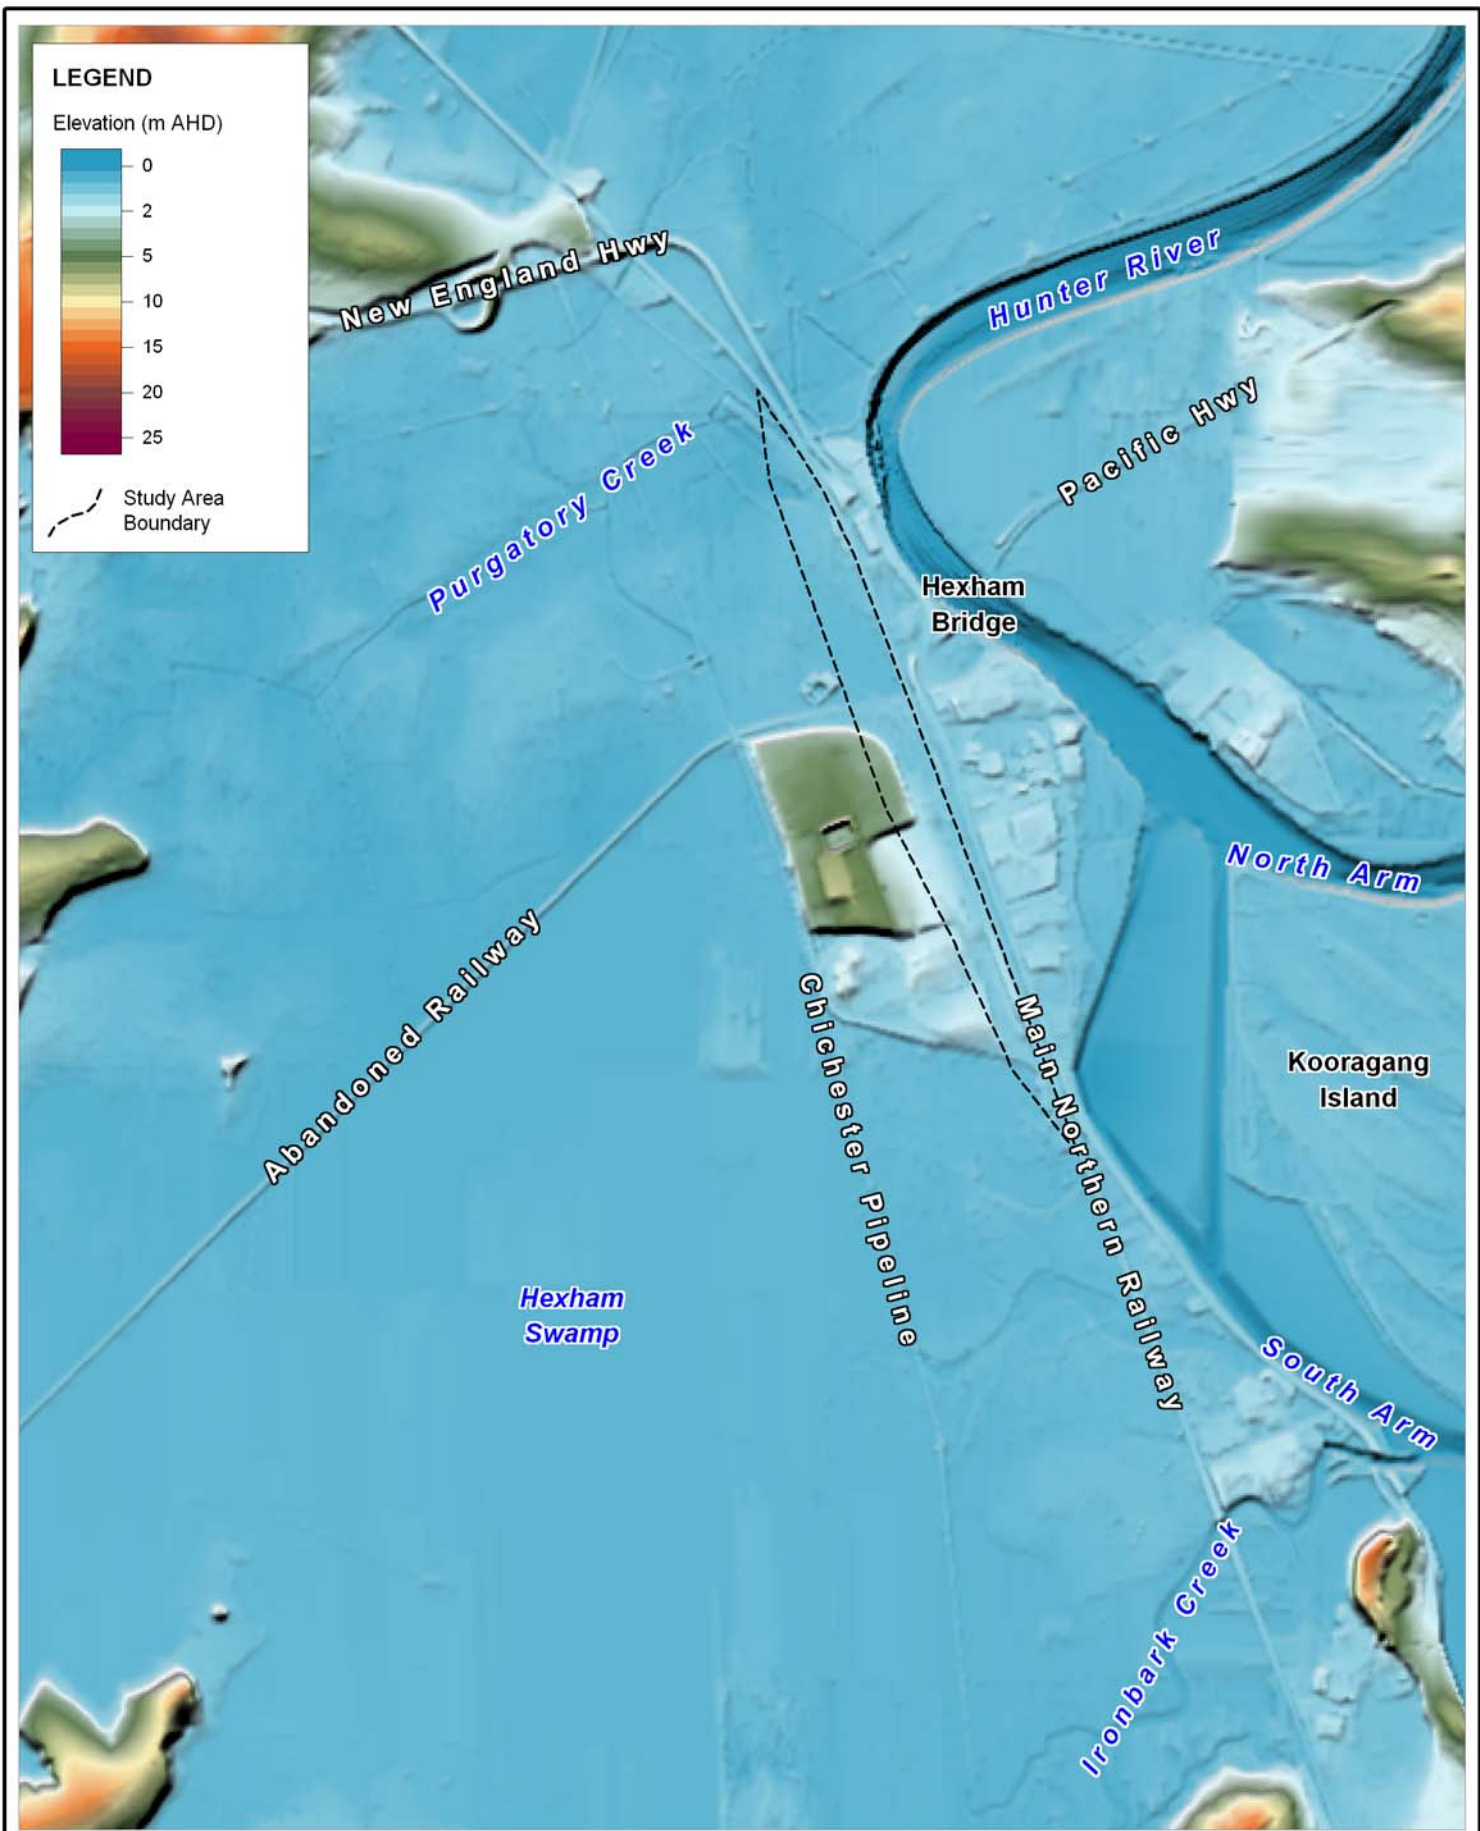 LEGEND
Elevation (m AHD)
0
2
5
10
15
20
25
Study Area
Boundary
New England Hwy
Hunter River
Pacific Hwy
Purgatory Creek
Hexham
Bridge
North Arm
Abandoned Railway
Chichester Pipeline
Main Northern Railway
Kooragang
Island
Hexham
Swamp
South Arm
Ironbark Creek